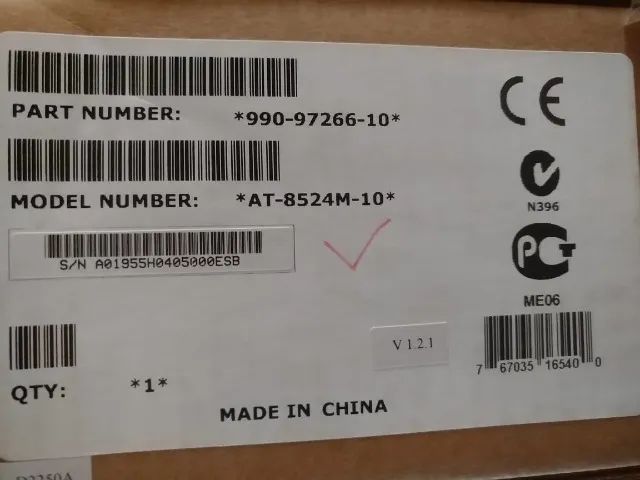 PART NUMBER: *990-97266-10*
MODEL NUMBER: *AT-8524M-10*
S/N A01955H0405000ESB
QTY: *1*
MADE IN CHINA
V 1.2.1
CE
N396
PCT
ME06
7 67035 16540 0